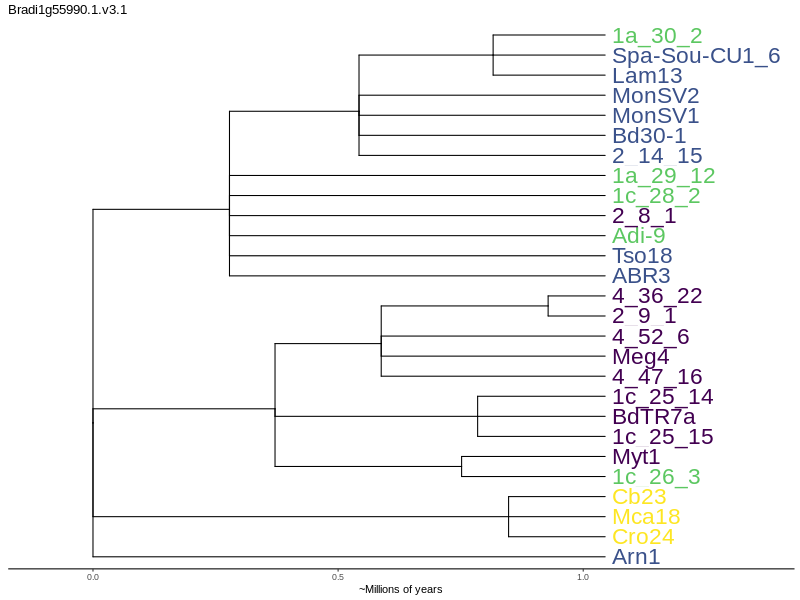 Bradi1g55990.1.v3.1
1a_30_2
Spa-Sou-CU1_6
Lam13
MonSV2
MonSV1
Bd30-1
2_14_15
1a_29_12
1c_28_2
2_8_1
Adi-9
Tso18
ABR3
4_36_22
2_9_1
4_52_6
Meg4
4_47_16
1c_25_14
BdTR7a
1c_25_15
Myt1
1c_26_3
Cb23
Mca18
Cro24
Arn1
0.0 0.5 1.0
~Millions of years